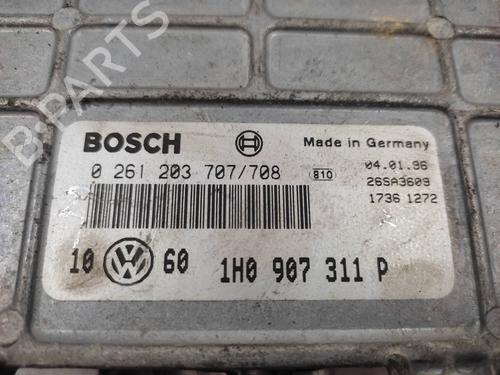 B-PARTS
BOSCH
Made in Germany
0 261 203 707/708
810
04.01.96
26SA3609
1736 1272
10 VW 60
1H0 907 311 P